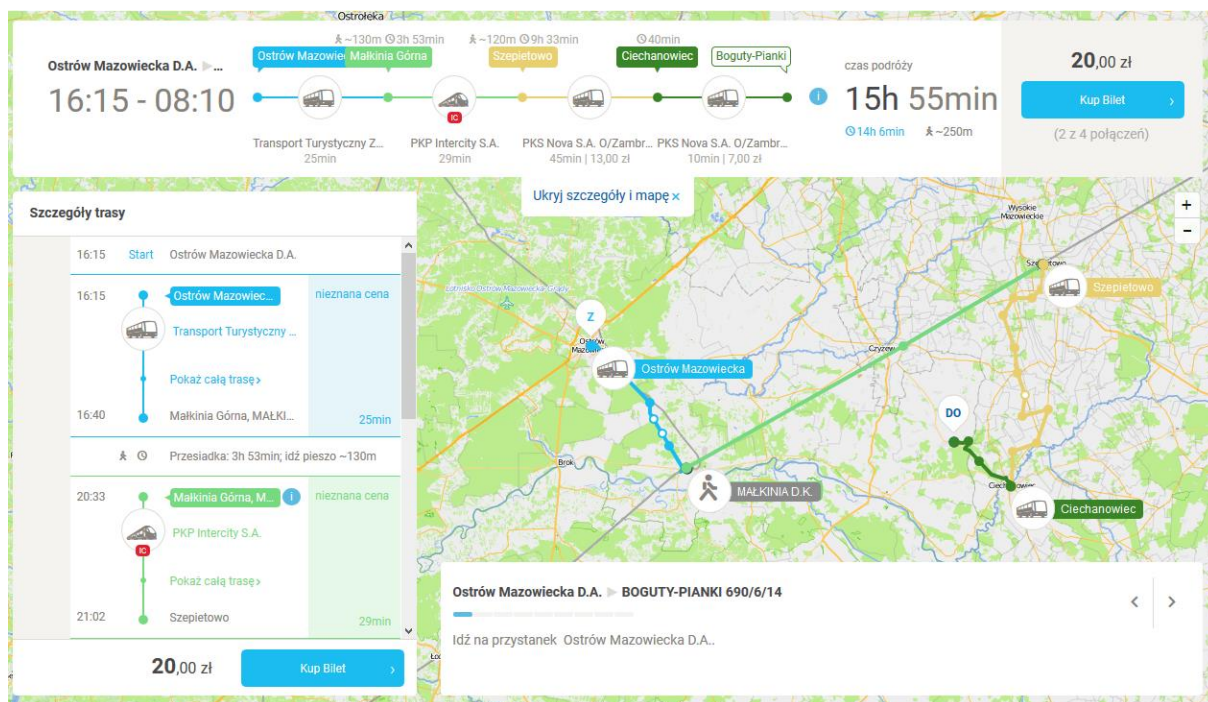 Ostrołęka
~130m 3h 53min ~120m 9h 33min 40min
Ostrów Mazowie Małkinia Górna Szepietowo Ciechanowiec Boguty-Pianki
Ostrów Mazowiecka D.A. ...
16:15 - 08:10
IC
Transport Turystyczny Z... PKP Intercity S.A. PKS Nova S.A. O/Zambr... PKS Nova S.A. O/Zambr...
25min 29min 45min | 13,00 zł 10min | 7,00 zł
i
czas podróży
15h 55min
14h 6min ~250m
20,00 zł
Kup Bilet ›
(2 z 4 połączeń)
Ukryj szczegóły i mapę ×
Szczegóły trasy
16:15 Start Ostrów Mazowiecka D.A.
16:15 Ostrów Mazowiec... nieznana cena
Transport Turystyczny ...
Pokaż całą trasę ›
16:40 Małkinia Górna, MAŁKI... 25min
Przesiadka: 3h 53min; idź pieszo ~130m
20:33 Małkinia Górna, M... i nieznana cena
PKP Intercity S.A.
IC
Pokaż całą trasę ›
21:02 Szepietowo 29min
20,00 zł
Kup Bilet ›
+
-
Wysokie
Mazowieckie
Szepietowo
Lotnisko Ostrów Mazowiecka-Grądy
Z
Ostrów
Ostrów Mazowiecka
Czyżew
DO
Brok
MAŁKINIA D.K.
Ciechanowiec
Ostrów Mazowiecka D.A. BOGUTY-PIANKI 690/6/14
Idź na przystanek Ostrów Mazowiecka D.A..